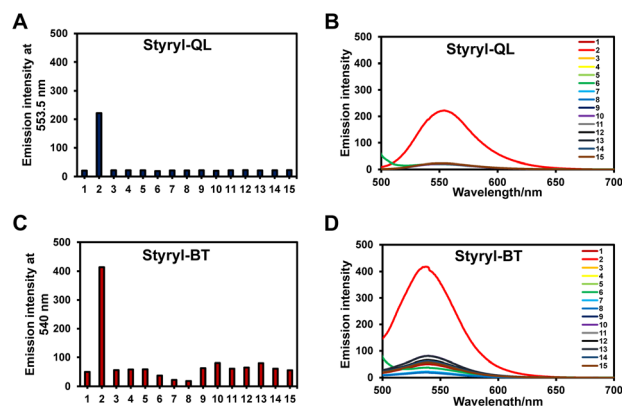 A
Styryl-QL
Emission intensity at
553.5 nm
500
400
300
200
100
0
1 2 3 4 5 6 7 8 9 10 11 12 13 14 15
B
Styryl-QL
Emission intensity
500
400
300
200
100
0
500 550 600 650 700
Wavelength/nm
1
2
3
4
5
6
7
8
9
10
11
12
13
14
15
C
Styryl-BT
Emission intensity at
540 nm
500
400
300
200
100
0
1 2 3 4 5 6 7 8 9 10 11 12 13 14 15
D
Styryl-BT
Emission intensity
500
400
300
200
100
0
500 550 600 650 700
Wavelength/nm
1
2
3
4
5
6
7
8
9
10
11
12
13
14
15